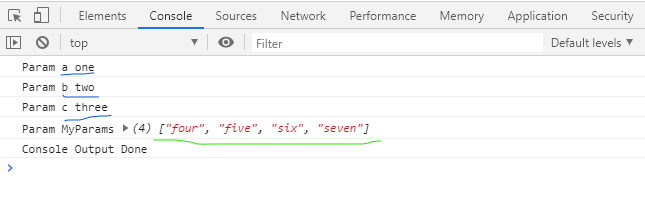 Elements Console Sources Network Performance Memory Application Security
top Filter Default levels
Param a one
Param b two
Param c three
Param MyParams (4) ["four", "five", "six", "seven"]
Console Output Done